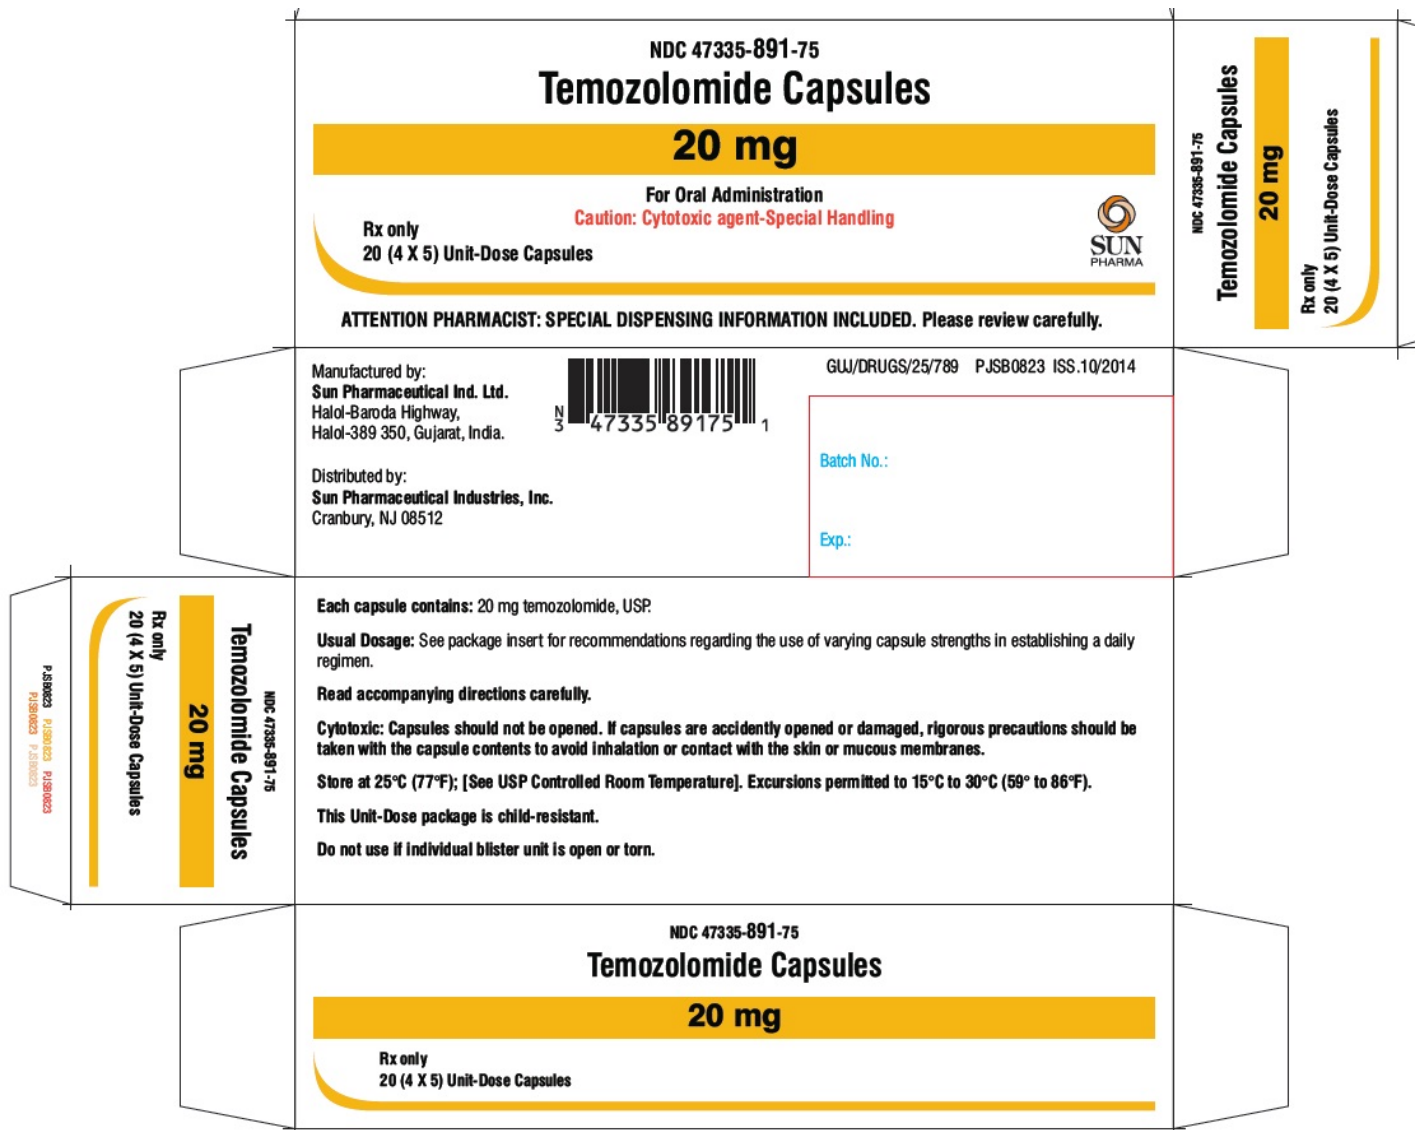 NDC 47335-891-75
Temozolomide Capsules
20 mg
For Oral Administration
Caution: Cytotoxic agent-Special Handling
Rx only
20 (4 X 5) Unit-Dose Capsules
SUN
PHARMA
ATTENTION PHARMACIST: SPECIAL DISPENSING INFORMATION INCLUDED. Please review carefully.
NDC 47335-891-75
Temozolomide Capsules
20 mg
Rx only
20 (4 X 5) Unit-Dose Capsules
Manufactured by:
Sun Pharmaceutical Ind. Ltd.
Halol-Baroda Highway,
Halol-389 350, Gujarat, India.
Distributed by:
Sun Pharmaceutical Industries, Inc.
Cranbury, NJ 08512
N
3 47335 89175 1
GUJ/DRUGS/25/789 PJSB0823 ISS.10/2014
Batch No.:
Exp.:
NDC 47335-891-75
Temozolomide Capsules
20 mg
Rx only
20 (4 X 5) Unit-Dose Capsules
PJSB0823 PJSB0823 PJSB0823
PJSB0823 PJSB0823
Each capsule contains: 20 mg temozolomide, USP.
Usual Dosage: See package insert for recommendations regarding the use of varying capsule strengths in establishing a daily
regimen.
Read accompanying directions carefully.
Cytotoxic: Capsules should not be opened. If capsules are accidently opened or damaged, rigorous precautions should be
taken with the capsule contents to avoid inhalation or contact with the skin or mucous membranes.
Store at 25°C (77°F); [See USP Controlled Room Temperature]. Excursions permitted to 15°C to 30°C (59° to 86°F).
This Unit-Dose package is child-resistant.
Do not use if individual blister unit is open or torn.
NDC 47335-891-75
Temozolomide Capsules
20 mg
Rx only
20 (4 X 5) Unit-Dose Capsules